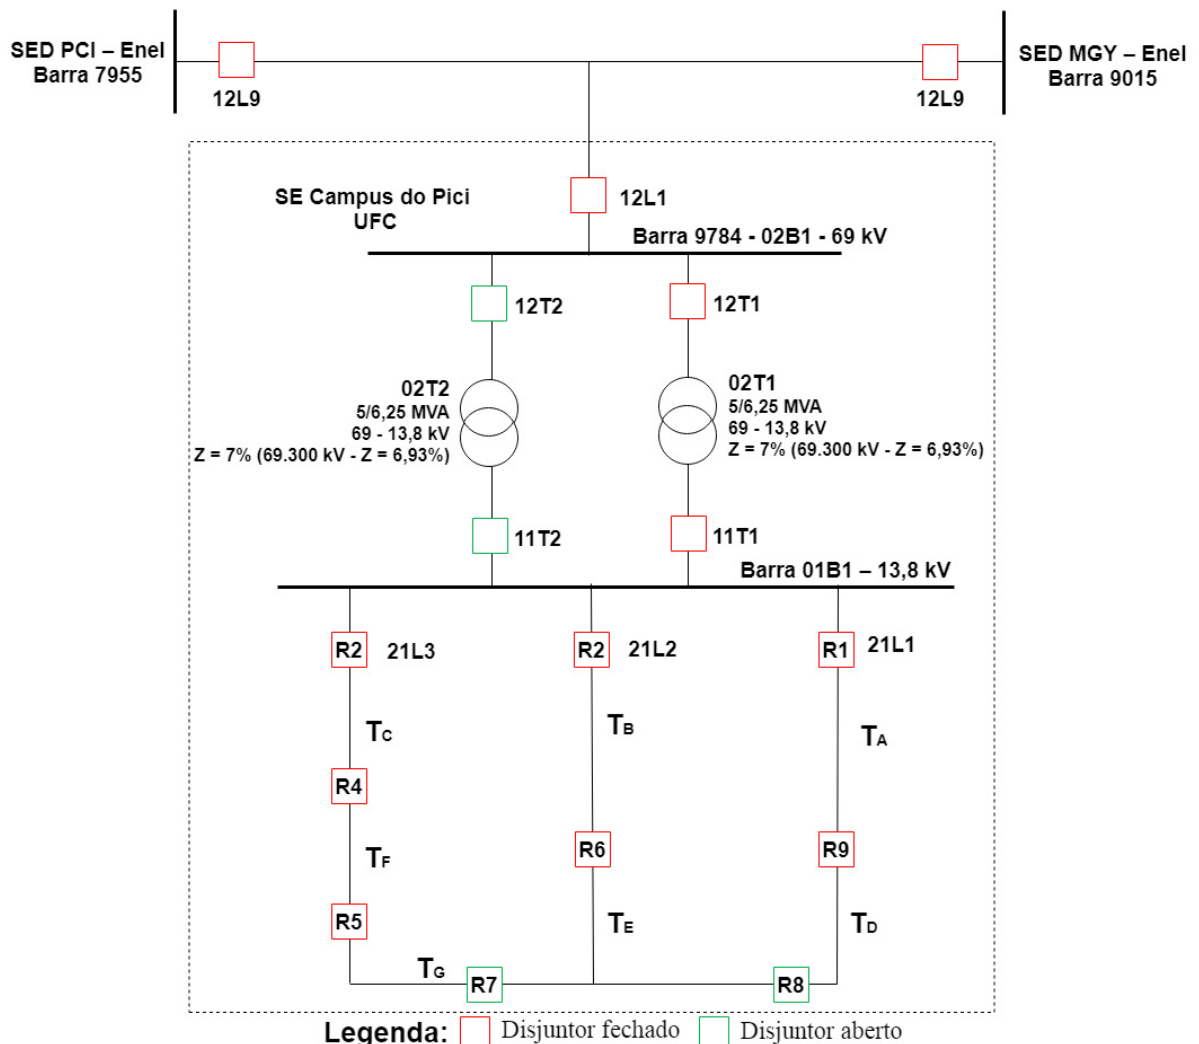 SED PCI – Enel
Barra 7955
12L9
SED MGY – Enel
Barra 9015
12L9
SE Campus do Pici
UFC
12L1
Barra 9784 - 02B1 - 69 kV
12T2
12T1
02T2
5/6,25 MVA
69 - 13,8 kV
Z = 7% (69.300 kV - Z = 6,93%)
02T1
5/6,25 MVA
69 - 13,8 kV
Z = 7% (69.300 kV - Z = 6,93%)
11T2
11T1
Barra 01B1 – 13,8 kV
R2 21L3
R2 21L2
R1 21L1
TC
TB
TA
R4
R6
R9
TF
R5
TE
TD
TG
R7
R8
Legenda: Disjuntor fechado Disjuntor aberto